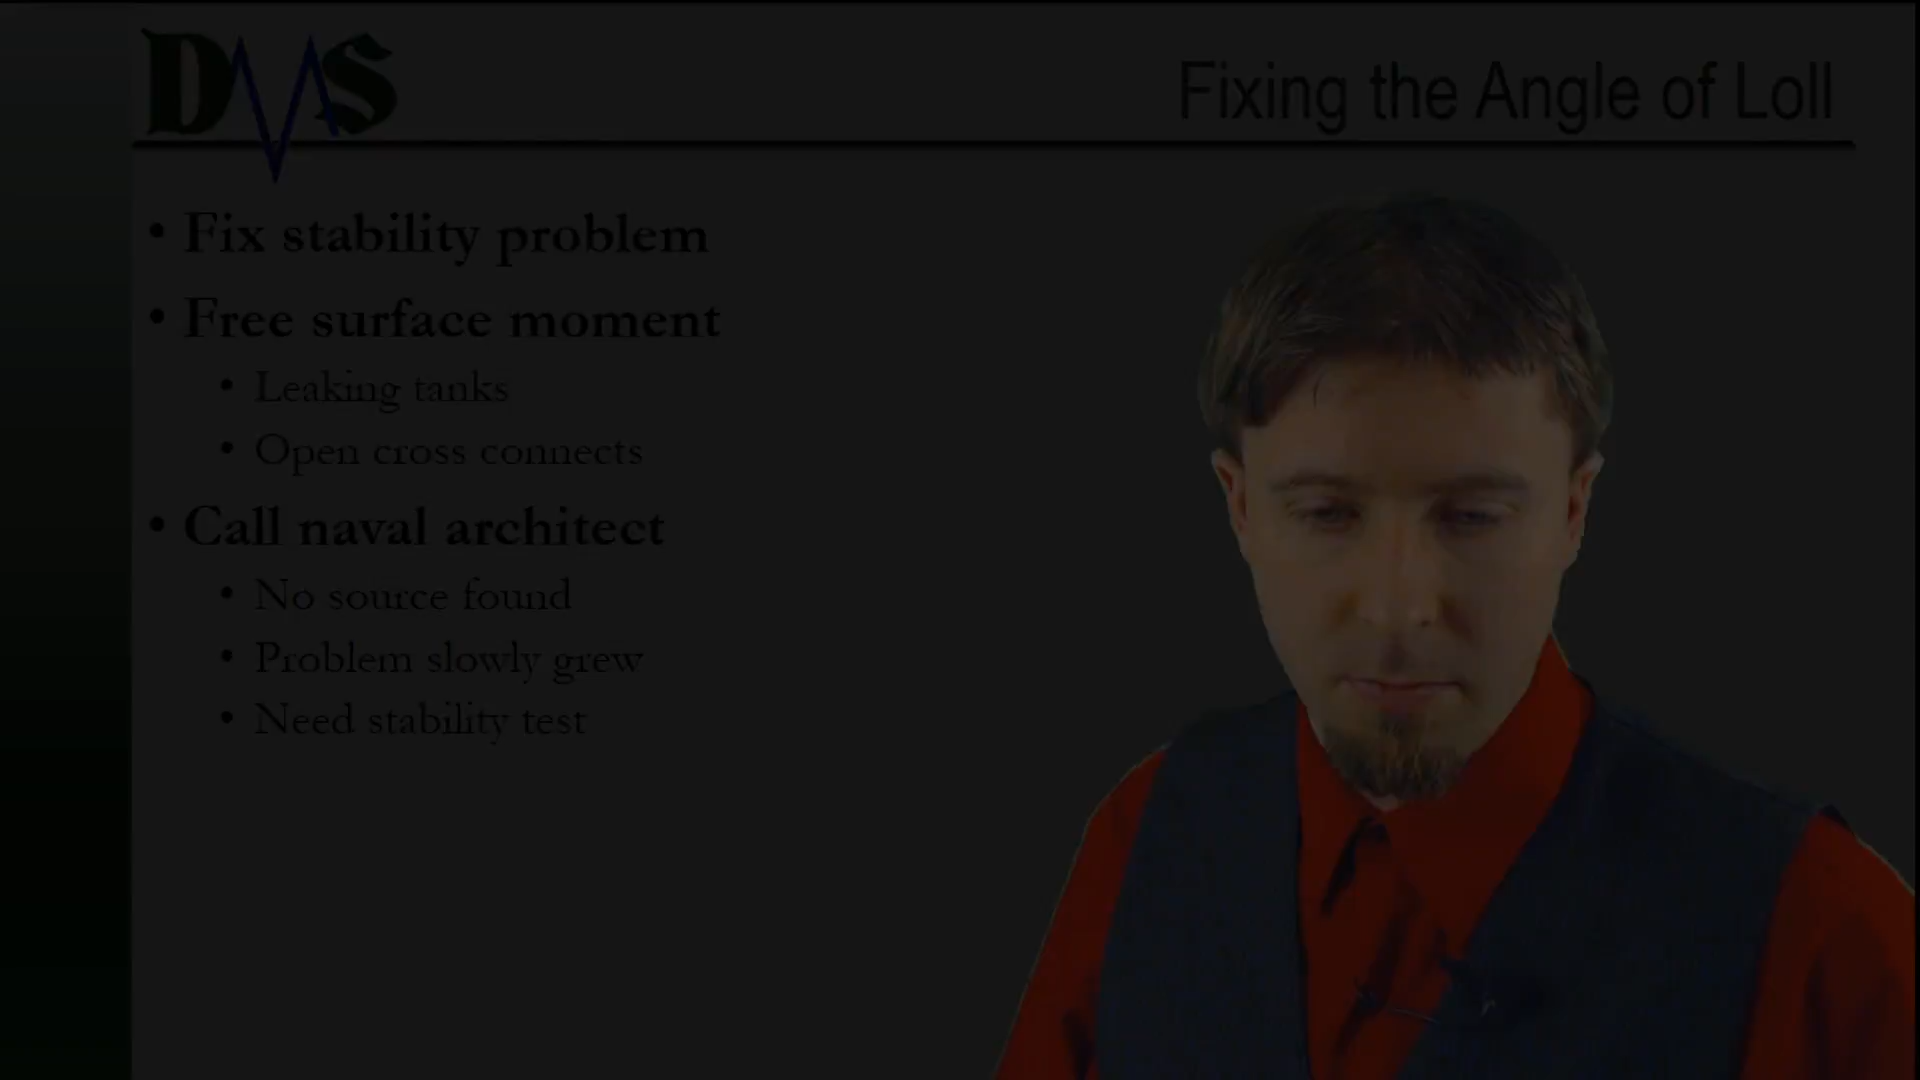 DMS
Fixing the Angle of Loll
• Fix stability problem
• Free surface moment
• Leaking tanks
• Open cross connects
• Call naval architect
• No source found
• Problem slowly grew
• Need stability test